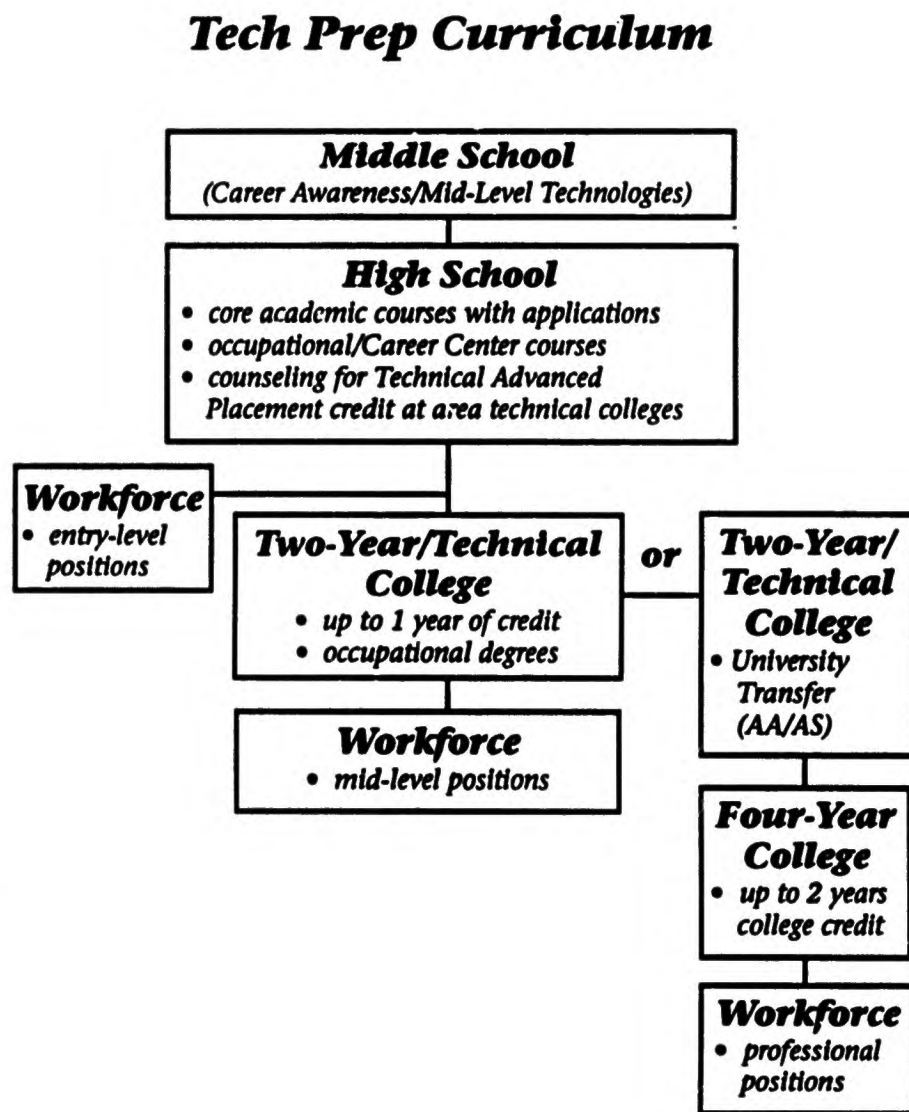 Tech Prep Curriculum
Middle School
(Career Awareness/Mid-Level Technologies)
High School
• core academic courses with applications
• occupational/Career Center courses
• counseling for Technical Advanced
Placement credit at area technical colleges
Workforce
• entry-level
positions
Two-Year/Technical
College
• up to 1 year of credit
• occupational degrees
or
Two-Year/
Technical
College
• University
Transfer
(AA/AS)
Workforce
• mid-level positions
Four-Year
College
• up to 2 years
college credit
Workforce
• professional
positions